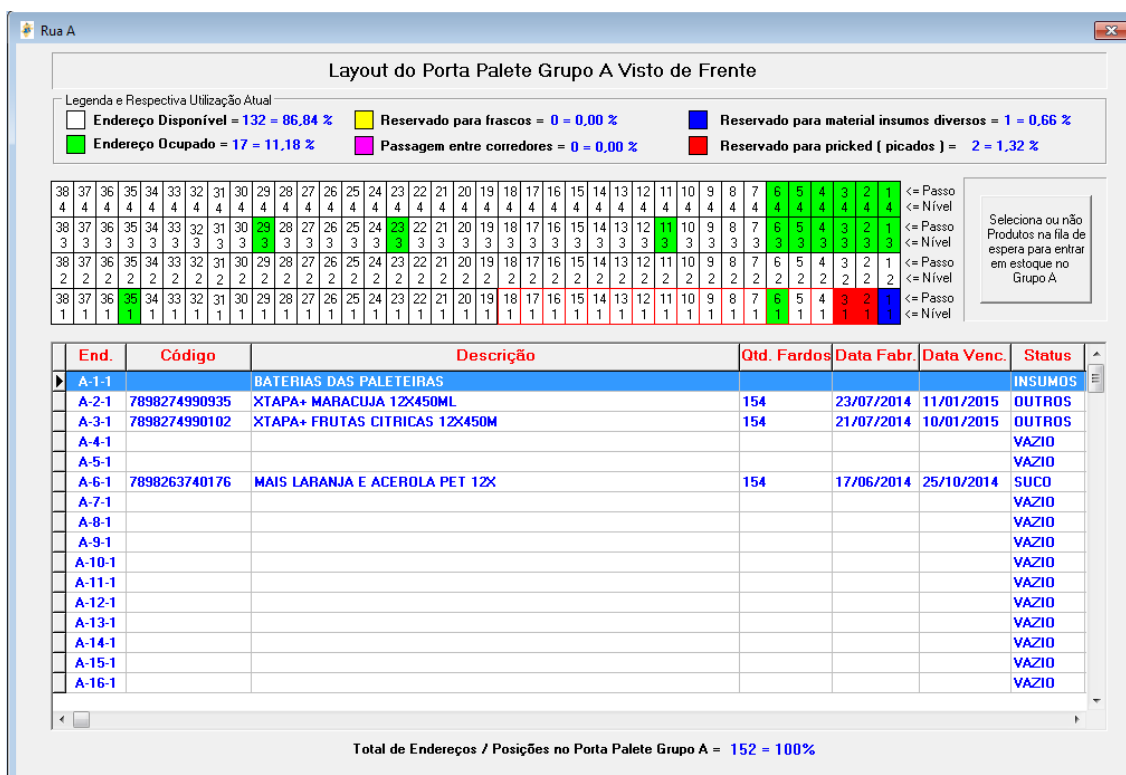 Rua A
Layout do Porta Palete Grupo A Visto de Frente
Legenda e Respectiva Utilização Atual
Endereço Disponível = 132 = 86,84 % Reservado para frascos = 0 = 0,00 % Reservado para material insumos diversos = 1 = 0,66 %
Endereço Ocupado = 17 = 11,18 % Passagem entre corredores = 0 = 0,00 % Reservado para pricked ( picados ) = 2 = 1,32 %
38 37 36 35 34 33 32 31 30 29 28 27 26 25 24 23 22 21 20 19 18 17 16 15 14 13 12 11 10 9 8 7 6 5 4 3 2 1 <= Passo
4 4 4 4 4 4 4 4 4 4 4 4 4 4 4 4 4 4 4 4 4 4 4 4 4 4 4 4 4 4 4 4 4 4 4 4 4 4 <= Nível
38 37 36 35 34 33 32 31 30 29 28 27 26 25 24 23 22 21 20 19 18 17 16 15 14 13 12 11 10 9 8 7 6 5 4 3 2 1 <= Passo
3 3 3 3 3 3 3 3 3 3 3 3 3 3 3 3 3 3 3 3 3 3 3 3 3 3 3 3 3 3 3 3 3 3 3 3 3 3 <= Nível
38 37 36 35 34 33 32 31 30 29 28 27 26 25 24 23 22 21 20 19 18 17 16 15 14 13 12 11 10 9 8 7 6 5 4 3 2 1 <= Passo
2 2 2 2 2 2 2 2 2 2 2 2 2 2 2 2 2 2 2 2 2 2 2 2 2 2 2 2 2 2 2 2 2 2 2 2 2 2 <= Nível
38 37 36 35 34 33 32 31 30 29 28 27 26 25 24 23 22 21 20 19 18 17 16 15 14 13 12 11 10 9 8 7 6 5 4 3 2 1 <= Passo
1 1 1 1 1 1 1 1 1 1 1 1 1 1 1 1 1 1 1 1 1 1 1 1 1 1 1 1 1 1 1 1 1 1 1 1 1 1 <= Nível
Seleciona ou não
Produtos na fila de
espera para entrar
em estoque no
Grupo A
End. Código Descrição Qtd. Fardos Data Fabr. Data Venc. Status
A-1-1 BATERIAS DAS PALETEIRAS INSUMOS
A-2-1 7898274990935 XTAPA+ MARACUJA 12X450ML 154 23/07/2014 11/01/2015 OUTROS
A-3-1 7898274990102 XTAPA+ FRUTAS CITRICAS 12X450M 154 21/07/2014 10/01/2015 OUTROS
A-4-1 VAZIO
A-5-1 VAZIO
A-6-1 7898263740176 MAIS LARANJA E ACEROLA PET 12X 154 17/06/2014 25/10/2014 SUCO
A-7-1 VAZIO
A-8-1 VAZIO
A-9-1 VAZIO
A-10-1 VAZIO
A-11-1 VAZIO
A-12-1 VAZIO
A-13-1 VAZIO
A-14-1 VAZIO
A-15-1 VAZIO
A-16-1 VAZIO
Total de Endereços / Posições no Porta Palete Grupo A = 152 = 100%